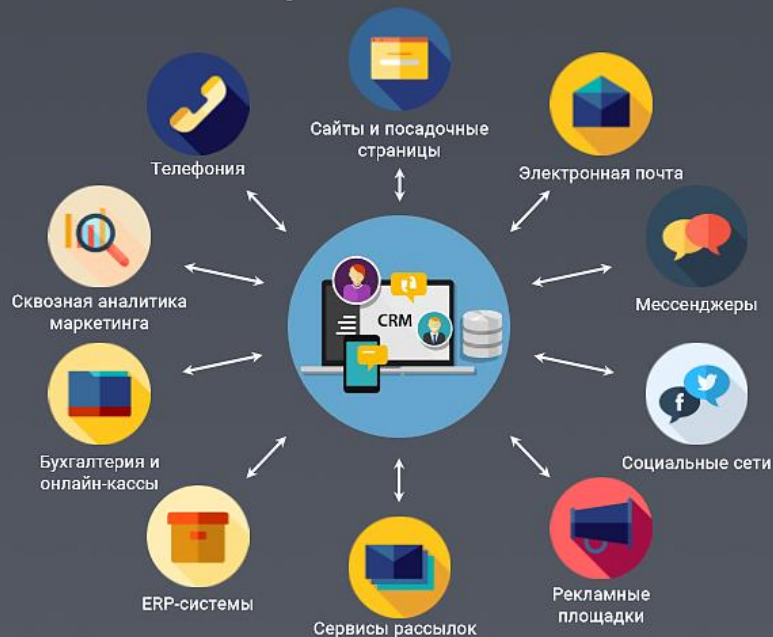 Сайты и посадочные
страницы
Телефония
Электронная почта
Сквозная аналитика
маркетинга
CRM
Мессенджеры
Бухгалтерия и
онлайн-кассы
Социальные сети
ERP-системы
Сервисы рассылок
Рекламные
площадки